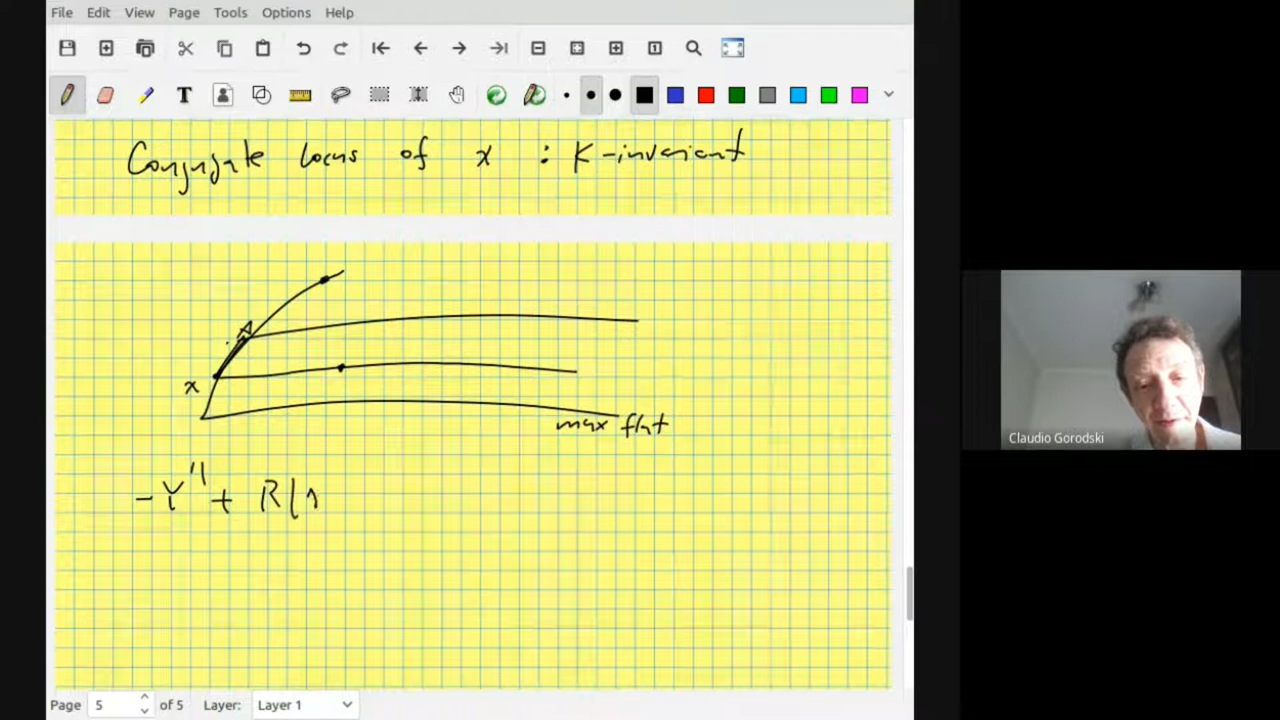 File Edit View Page Tools Options Help
Conjugate locus of x : K-invariant
x
max flat
-Y'' + R(
Claudio Gorodski
Page 5 of 5 Layer: Layer 1